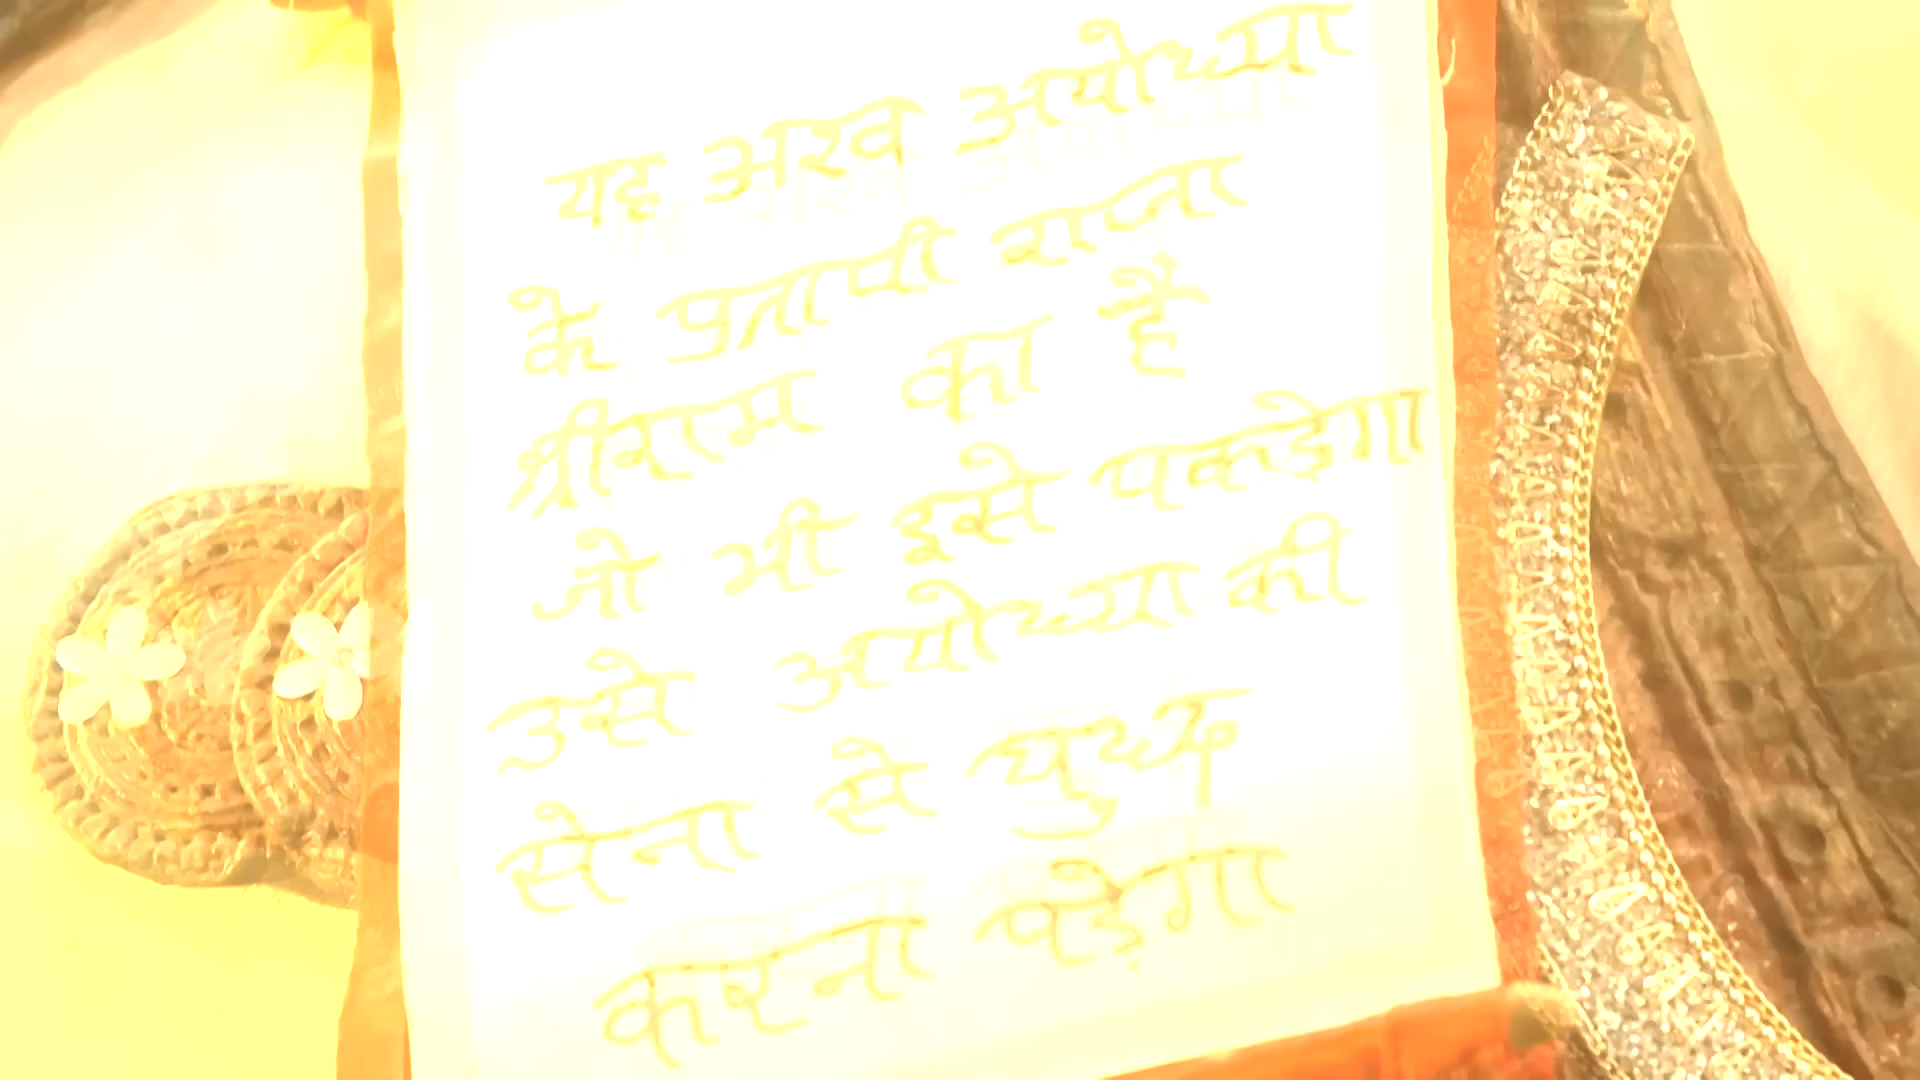 यह अश्व अयोध्या
के प्रतापी राजा
श्रीराम का है
जो भी इसे पकड़ेगा
उसे अयोध्या की
सेना से युध्द
करना पड़ेगा